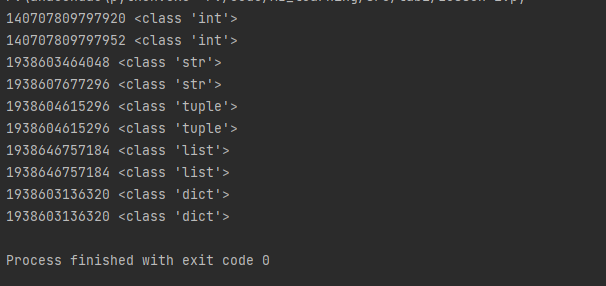 140707809797920 <class 'int'>
140707809797952 <class 'int'>
1938603464048 <class 'str'>
1938607677296 <class 'str'>
1938604615296 <class 'tuple'>
1938604615296 <class 'tuple'>
1938646757184 <class 'list'>
1938646757184 <class 'list'>
1938603136320 <class 'dict'>
1938603136320 <class 'dict'>
Process finished with exit code 0